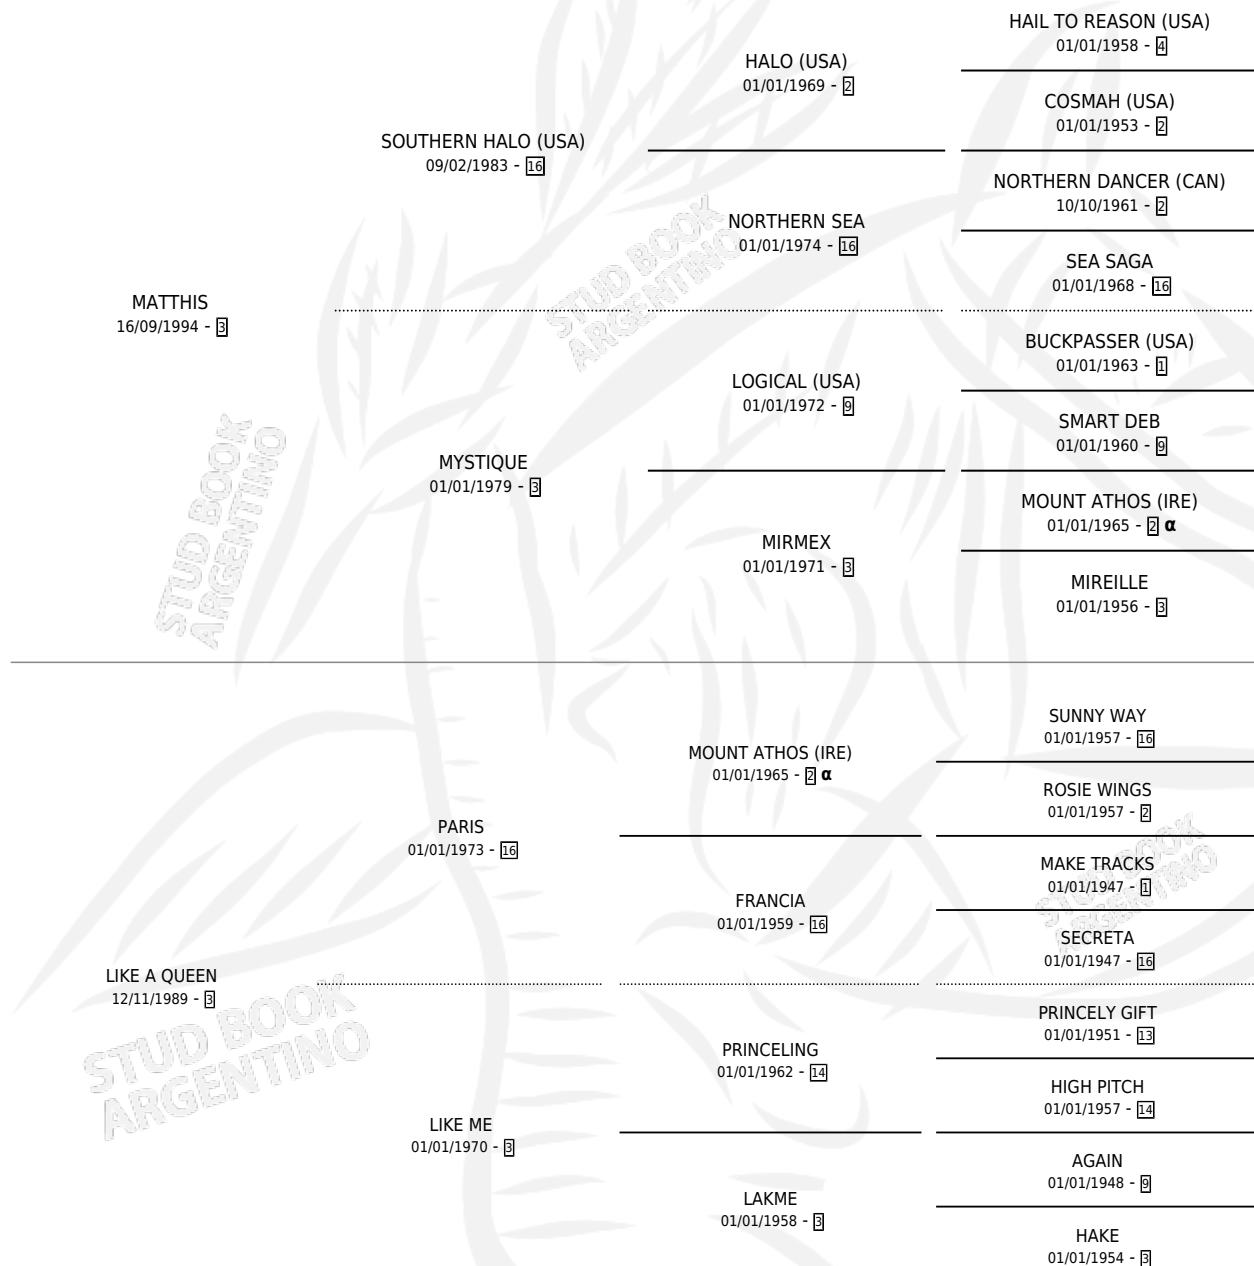 HAIL TO REASON (USA)
01/01/1958 - 4
HALO (USA)
01/01/1969 - 2
COSMAH (USA)
01/01/1953 - 2
SOUTHERN HALO (USA)
09/02/1983 - 16
NORTHERN DANCER (CAN)
10/10/1961 - 2
NORTHERN SEA
01/01/1974 - 16
SEA SAGA
01/01/1968 - 16
MATTHIS
16/09/1994 - 3
BUCKPASSER (USA)
01/01/1963 - 1
LOGICAL (USA)
01/01/1972 - 9
SMART DEB
01/01/1960 - 9
MYSTIQUE
01/01/1979 - 3
MOUNT ATHOS (IRE)
01/01/1965 - 2 α
MIRMEX
01/01/1971 - 3
MIREILLE
01/01/1956 - 3
SUNNY WAY
01/01/1957 - 16
MOUNT ATHOS (IRE)
01/01/1965 - 2 α
ROSIE WINGS
01/01/1957 - 2
PARIS
01/01/1973 - 16
MAKE TRACKS
01/01/1947 - 1
FRANCIA
01/01/1959 - 16
SECRETA
01/01/1947 - 16
LIKE A QUEEN
12/11/1989 - 3
PRINCELY GIFT
01/01/1951 - 13
PRINCELING
01/01/1962 - 14
HIGH PITCH
01/01/1957 - 14
LIKE ME
01/01/1970 - 3
AGAIN
01/01/1948 - 9
LAKME
01/01/1958 - 3
HAKE
01/01/1954 - 3
STUD BOOK
ARGENTINO
STUD BOOK
ARGENTINO
STUD BOOK
ARGENTINO
STUD BOOK
ARGENTINO